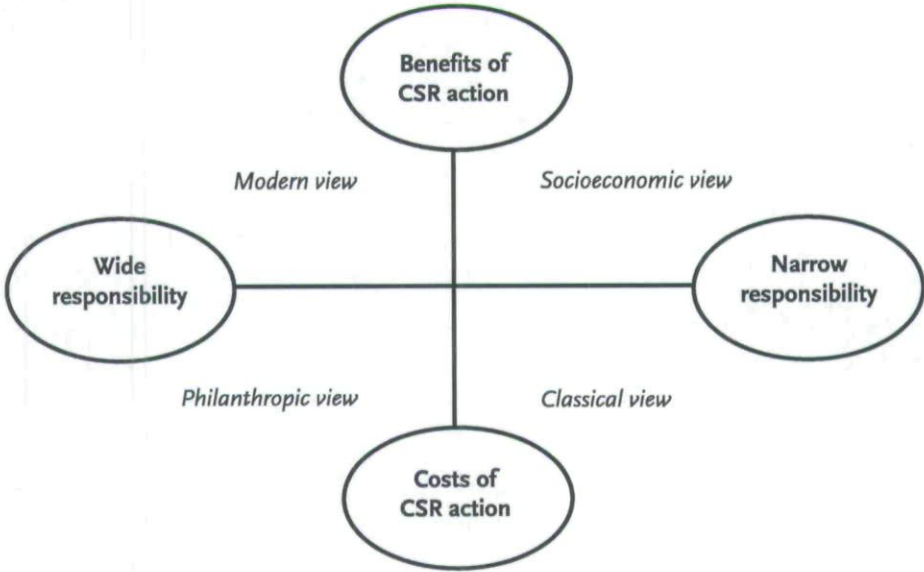 Benefits of
CSR action
Modern view
Socioeconomic view
Wide
responsibility
Narrow
responsibility
Philanthropic view
Classical view
Costs of
CSR action